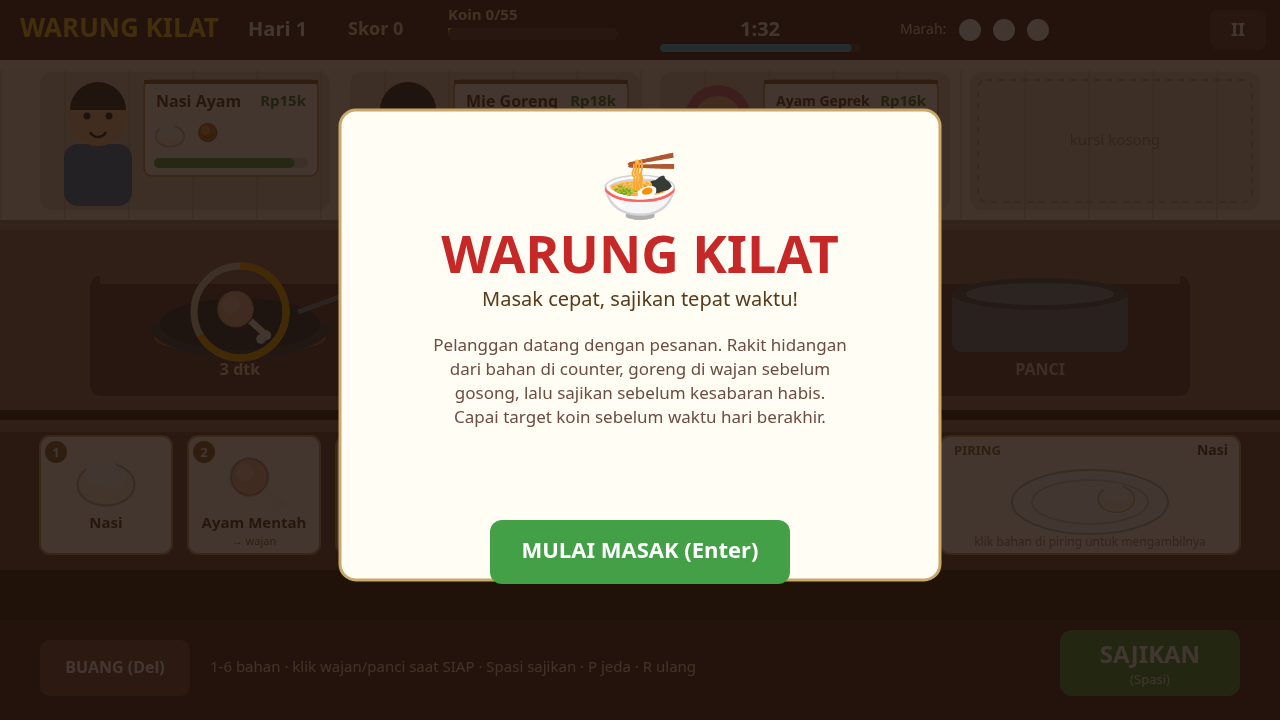 WARUNG KILAT
Hari 1
Skor 0
Koin 0/55
1:32
Marah:
II
Nasi Ayam Rp15k
Mie Goreng Rp18k
Ayam Geprek Rp16k
kursi kosong
WARUNG KILAT
Masak cepat, sajikan tepat waktu!
Pelanggan datang dengan pesanan. Rakit hidangan
dari bahan di counter, goreng di wajan sebelum
gosong, lalu sajikan sebelum kesabaran habis.
Capai target koin sebelum waktu hari berakhir.
MULAI MASAK (Enter)
3 dtk
PANCI
1
Nasi
2
Ayam Mentah
→ wajan
PIRING
Nasi
klik bahan di piring untuk mengambilnya
BUANG (Del)
1-6 bahan · klik wajan/panci saat SIAP · Spasi sajikan · P jeda · R ulang
SAJIKAN
(Spasi)